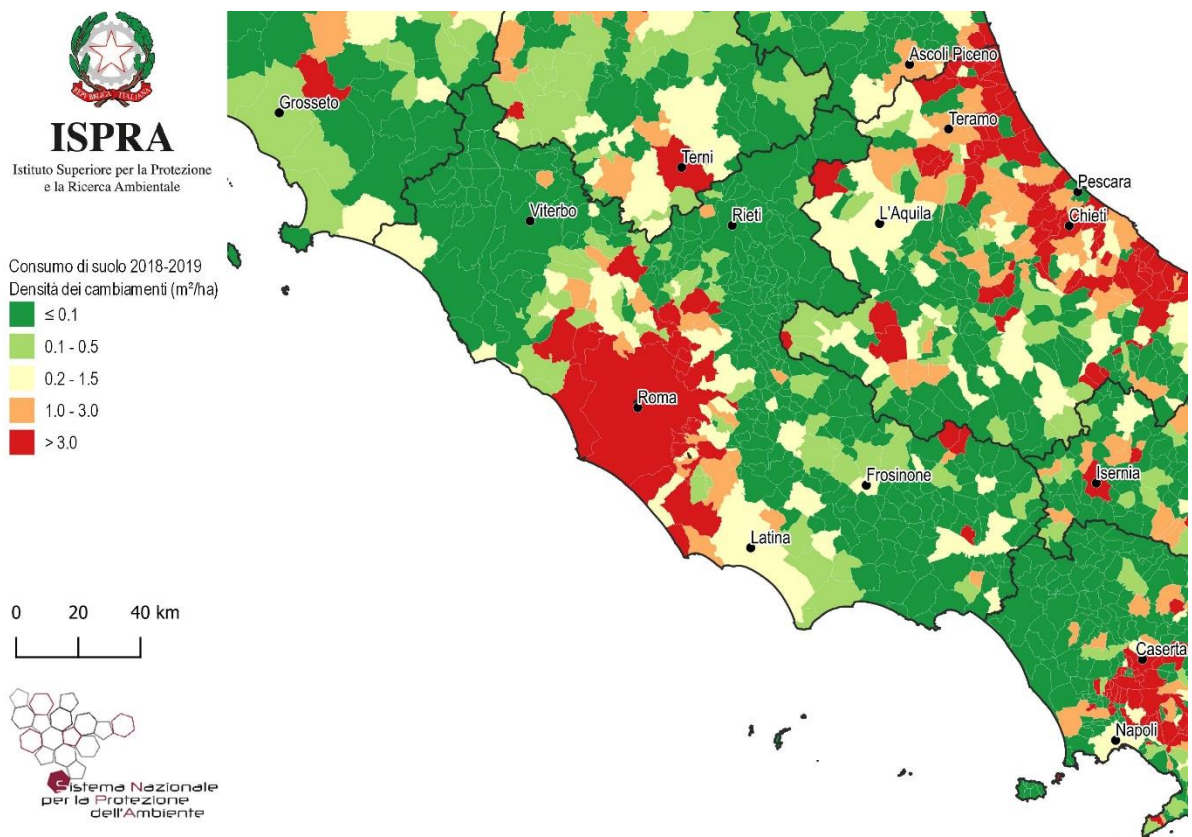 REPVBBLICA ITALIANA
ISPRA
Istituto Superiore per la Protezione
e la Ricerca Ambientale
Consumo di suolo 2018-2019
Densità dei cambiamenti (m²/ha)
≤ 0.1
0.1 - 0.5
0.2 - 1.5
1.0 - 3.0
> 3.0
0 20 40 km
Sistema Nazionale
per la Protezione
dell'Ambiente
Ascoli Piceno
Grosseto
Teramo
Terni
Pescara
Viterbo
Rieti
L'Aquila
Chieti
Roma
Frosinone
Isernia
Latina
Caserta
Napoli